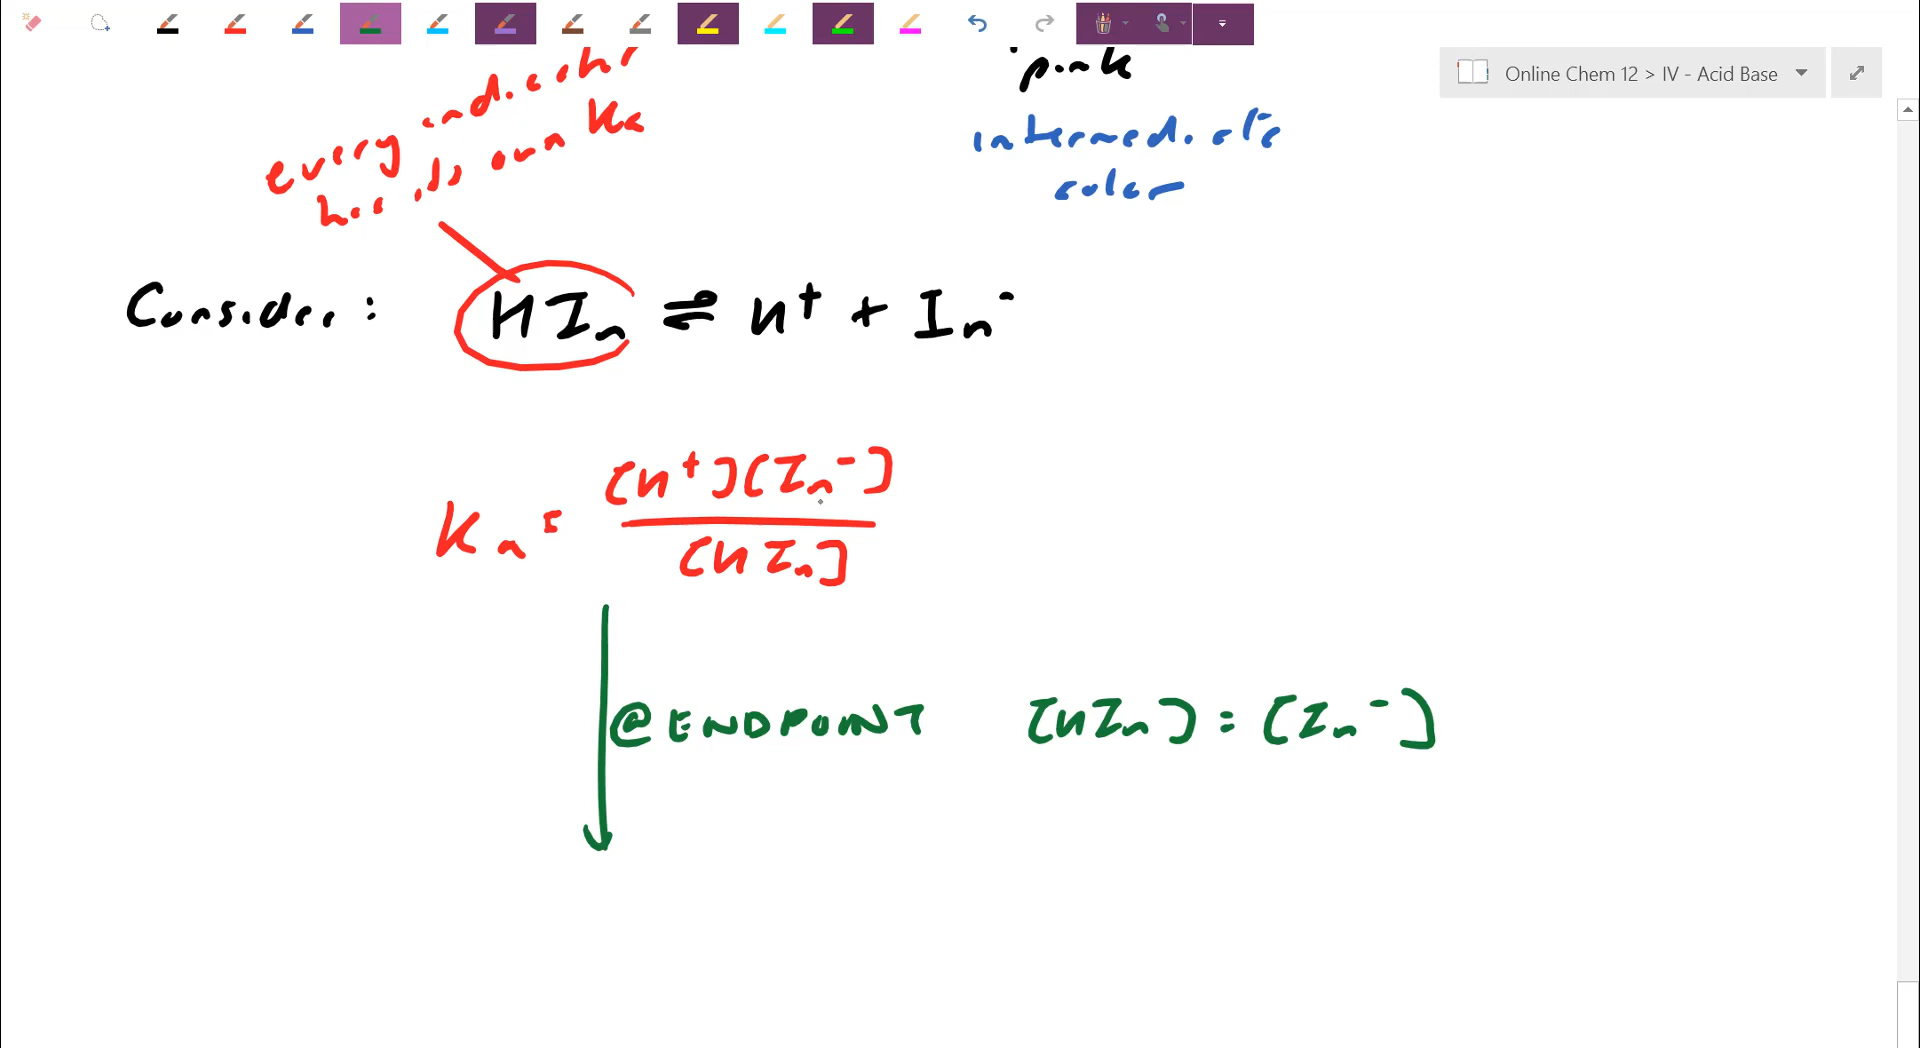 Online Chem 12 > IV - Acid Base
pink
intermediate
color
every indicator
has its own Ka
Consider: HIn ⇌ H⁺ + In⁻
Ka = [H⁺][In⁻]
[HIn]
@ENDPOINT [HIn] = [In⁻]